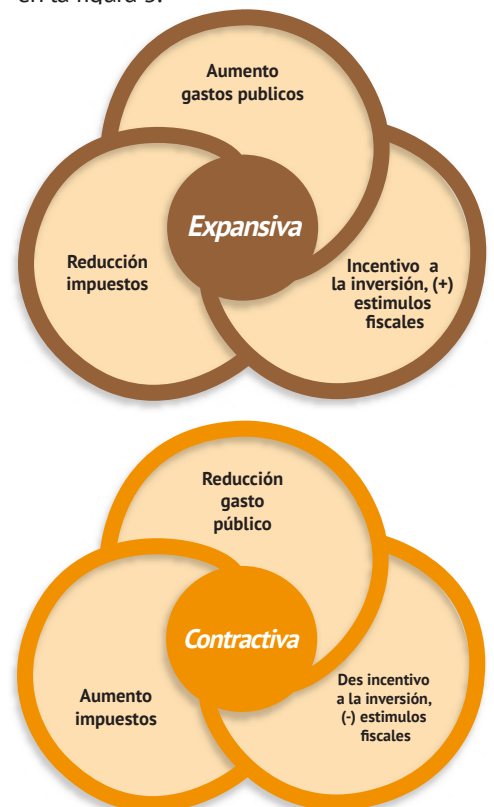 en la figura 3.
Aumento
gastos publicos
Expansiva
Reducción
impuestos
Incentivo a
la inversión, (+)
estimulos
fiscales
Reducción
gasto
público
Contractiva
Aumento
impuestos
Des incentivo
a la inversión,
(-) estimulos
fiscales